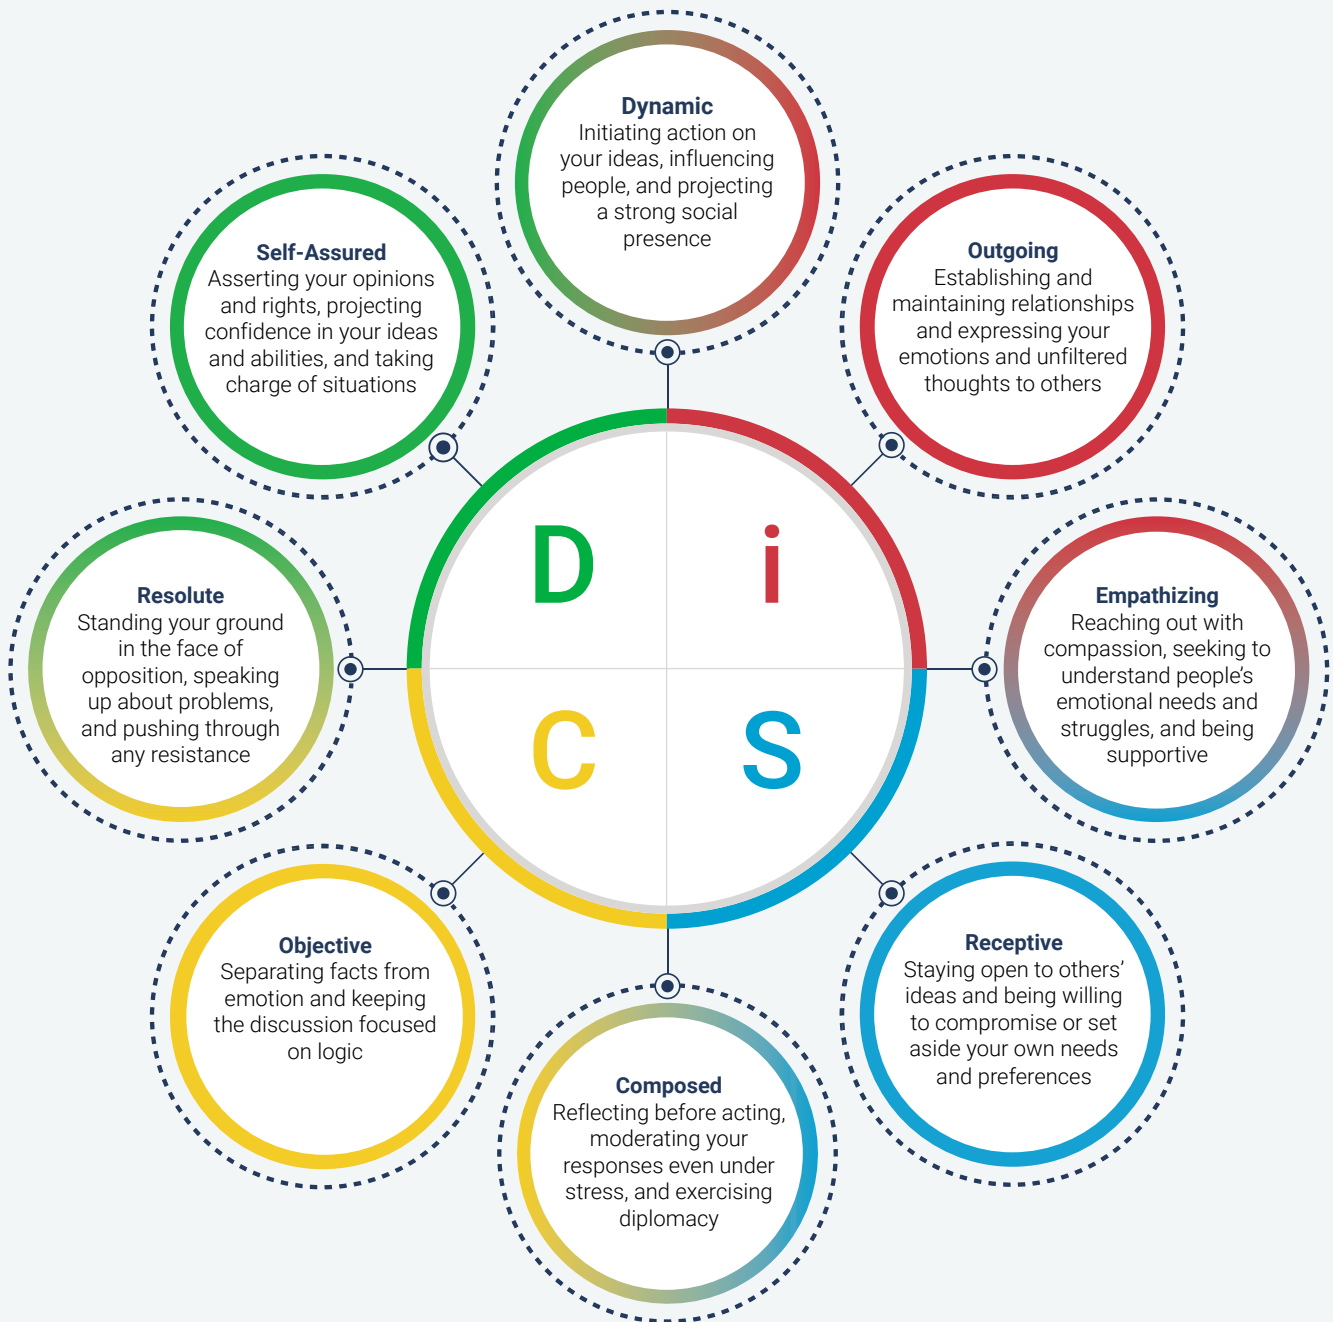 Dynamic
Initiating action on
your ideas, influencing
people, and projecting
a strong social
presence
Self-Assured
Asserting your opinions
and rights, projecting
confidence in your ideas
and abilities, and taking
charge of situations
Outgoing
Establishing and
maintaining relationships
and expressing your
emotions and unfiltered
thoughts to others
D
i
Resolute
Standing your ground
in the face of
opposition, speaking
up about problems,
and pushing through
any resistance
Empathizing
Reaching out with
compassion, seeking to
understand people’s
emotional needs and
struggles, and being
supportive
C
S
Objective
Separating facts from
emotion and keeping
the discussion focused
on logic
Receptive
Staying open to others’
ideas and being willing
to compromise or set
aside your own needs
and preferences
Composed
Reflecting before acting,
moderating your
responses even under
stress, and exercising
diplomacy